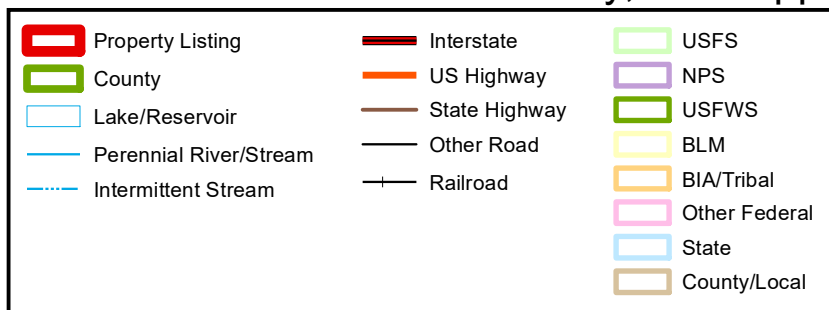 Property Listing
County
Lake/Reservoir
Perennial River/Stream
Intermittent Stream
Interstate
US Highway
State Highway
Other Road
Railroad
USFS
NPS
USFWS
BLM
BIA/Tribal
Other Federal
State
County/Local